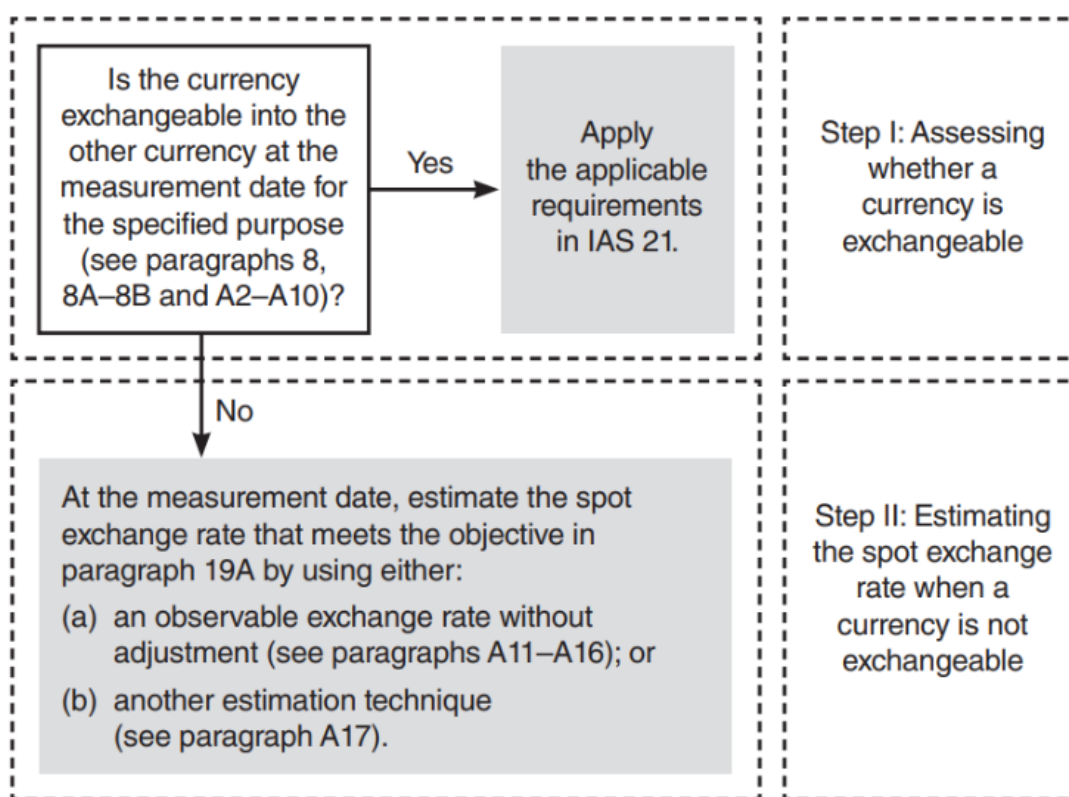 Is the currency
exchangeable into the
other currency at the
measurement date for
the specified purpose
(see paragraphs 8,
8A–8B and A2–A10)?
Yes
Apply
the applicable
requirements
in IAS 21.
Step I: Assessing
whether a
currency is
exchangeable
No
At the measurement date, estimate the spot
exchange rate that meets the objective in
paragraph 19A by using either:
(a) an observable exchange rate without
adjustment (see paragraphs A11–A16); or
(b) another estimation technique
(see paragraph A17).
Step II: Estimating
the spot exchange
rate when a
currency is not
exchangeable